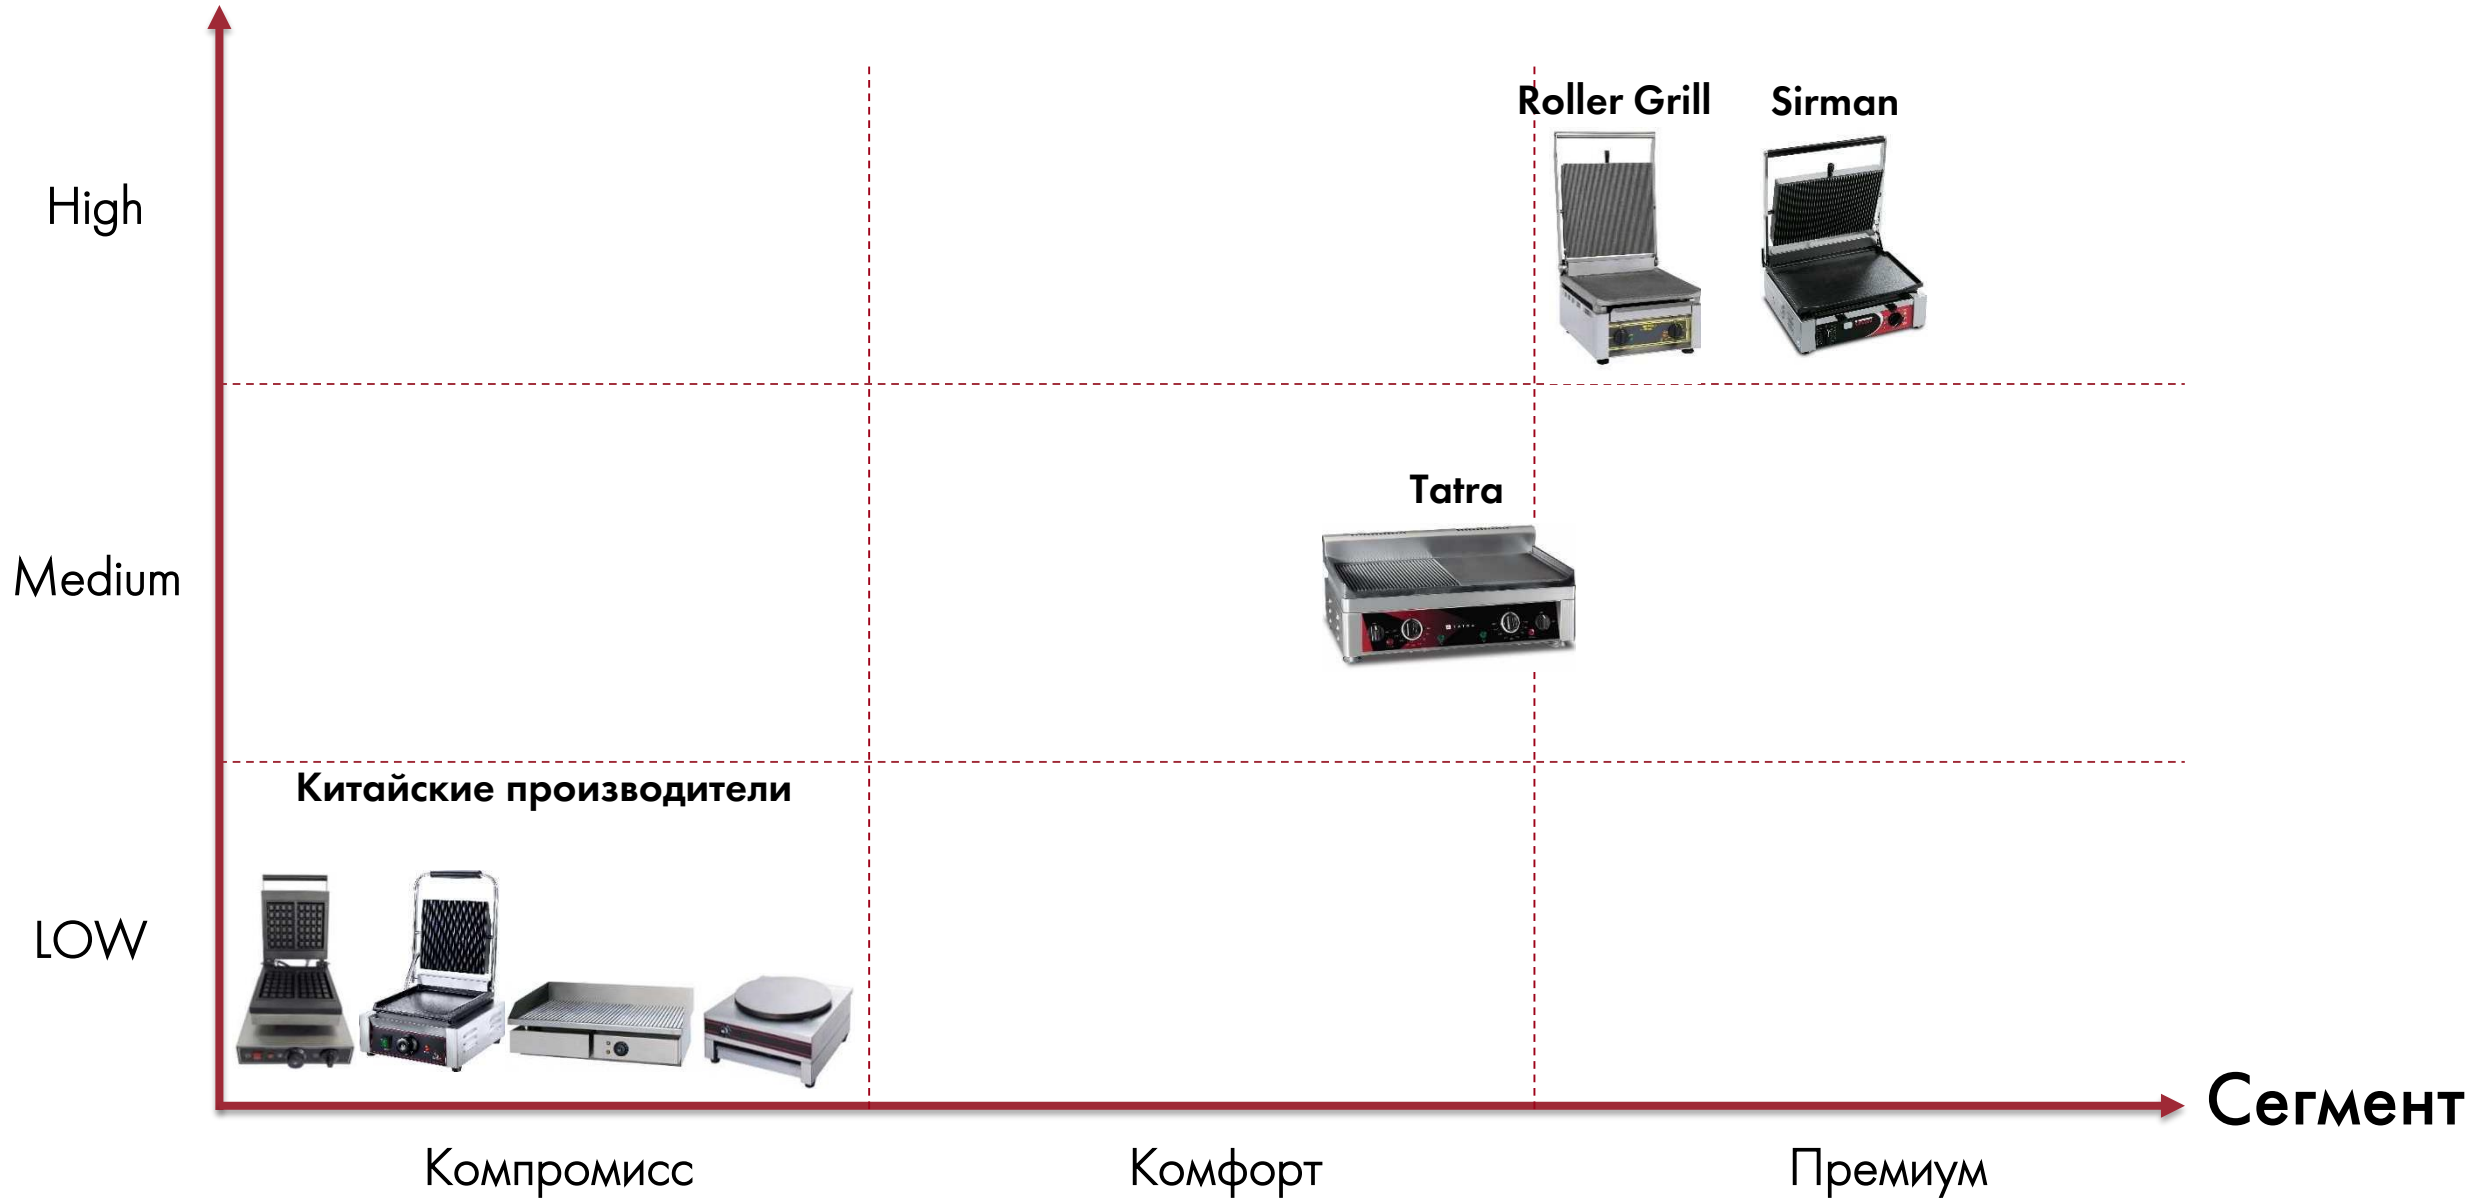 Roller Grill Sirman
High
Tatra
Medium
Китайские производители
LOW
Сегмент
Компромисс Комфорт Премиум